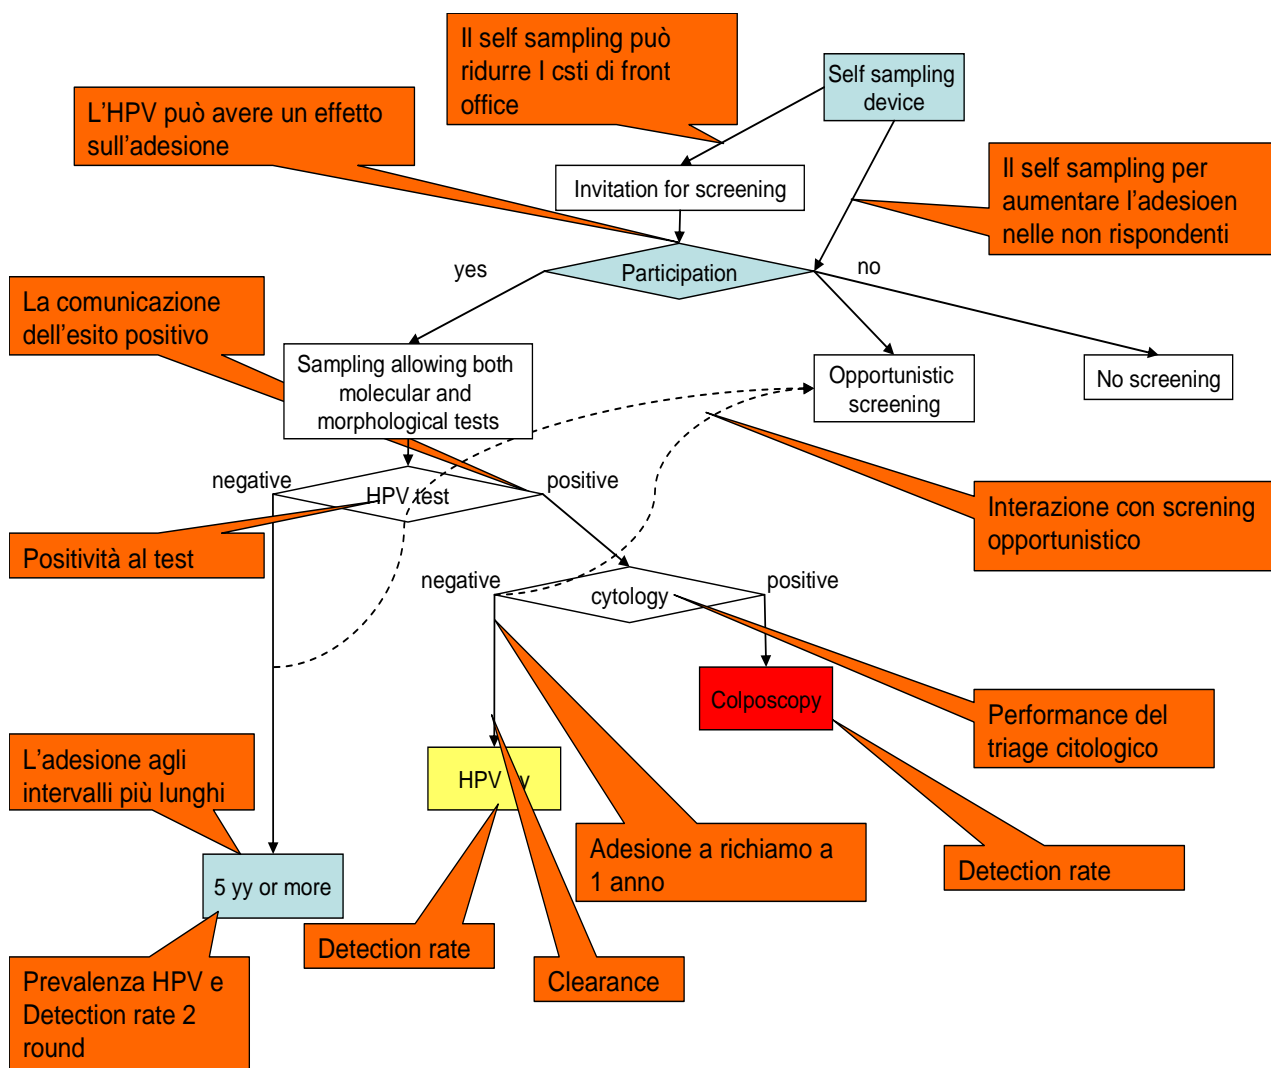 Il self sampling può
ridurre I csti di front
office
Self sampling
device
L'HPV può avere un effetto
sull'adesione
Invitation for screening
Il self sampling per
aumentare l'adesioen
nelle non rispondenti
yes
Participation
no
La comunicazione
dell'esito positivo
Sampling allowing both
molecular and
morphological tests
Opportunistic
screening
No screening
negative
HPV test
positive
Interazione con screning
opportunistico
Positività al test
negative
cytology
positive
Colposcopy
Performance del
triage citologico
L'adesione agli
intervalli più lunghi
HPV
Adesione a richiamo a
1 anno
Detection rate
5 yy or more
Detection rate
Clearance
Prevalenza HPV e
Detection rate 2
round